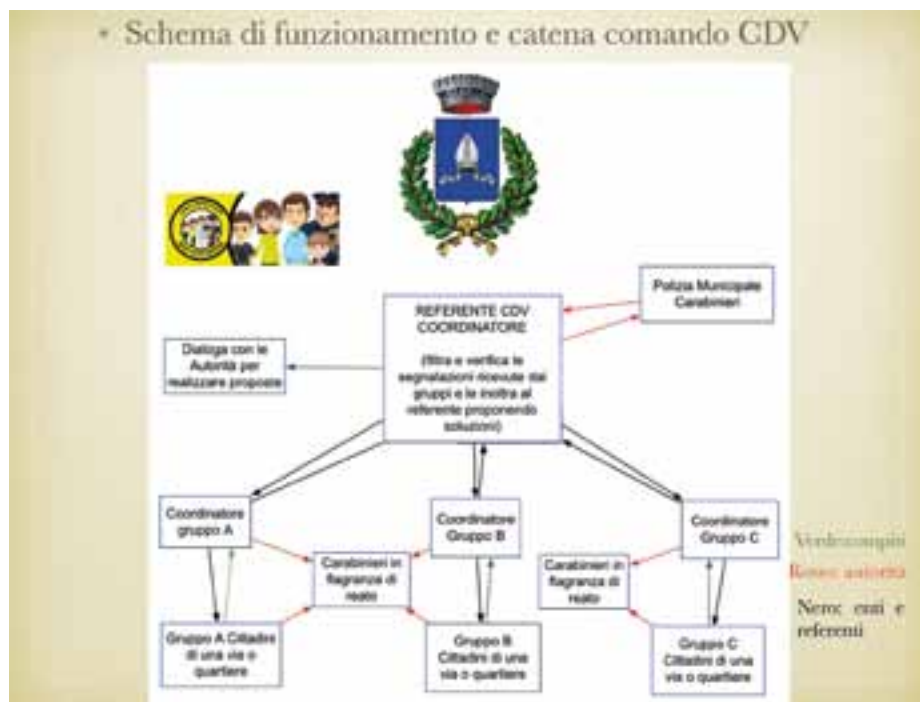 • Schema di funzionamento e catena comando CDV
Polizia Municipale
Carabinieri
REFERENTE CDV
COORDINATORE
(filtra e verifica le
segnalazioni ricevute dai
gruppi e le inoltra al
referente proponendo
soluzioni)
Dialoga con le
Autorità per
realizzare proposte
Coordinatore
gruppo A
Coordinatore
Gruppo B
Coordinatore
Gruppo C
Carabinieri in
flagranza di
reato
Carabinieri in
flagranza di
reato
Gruppo A Cittadini
di una via o
quartiere
Gruppo B
Cittadini di una
via o quartiere
Gruppo C
Cittadini di una
via o quartiere
Verde:compiti
Rosso: autorità
Nero: enti e
referenti